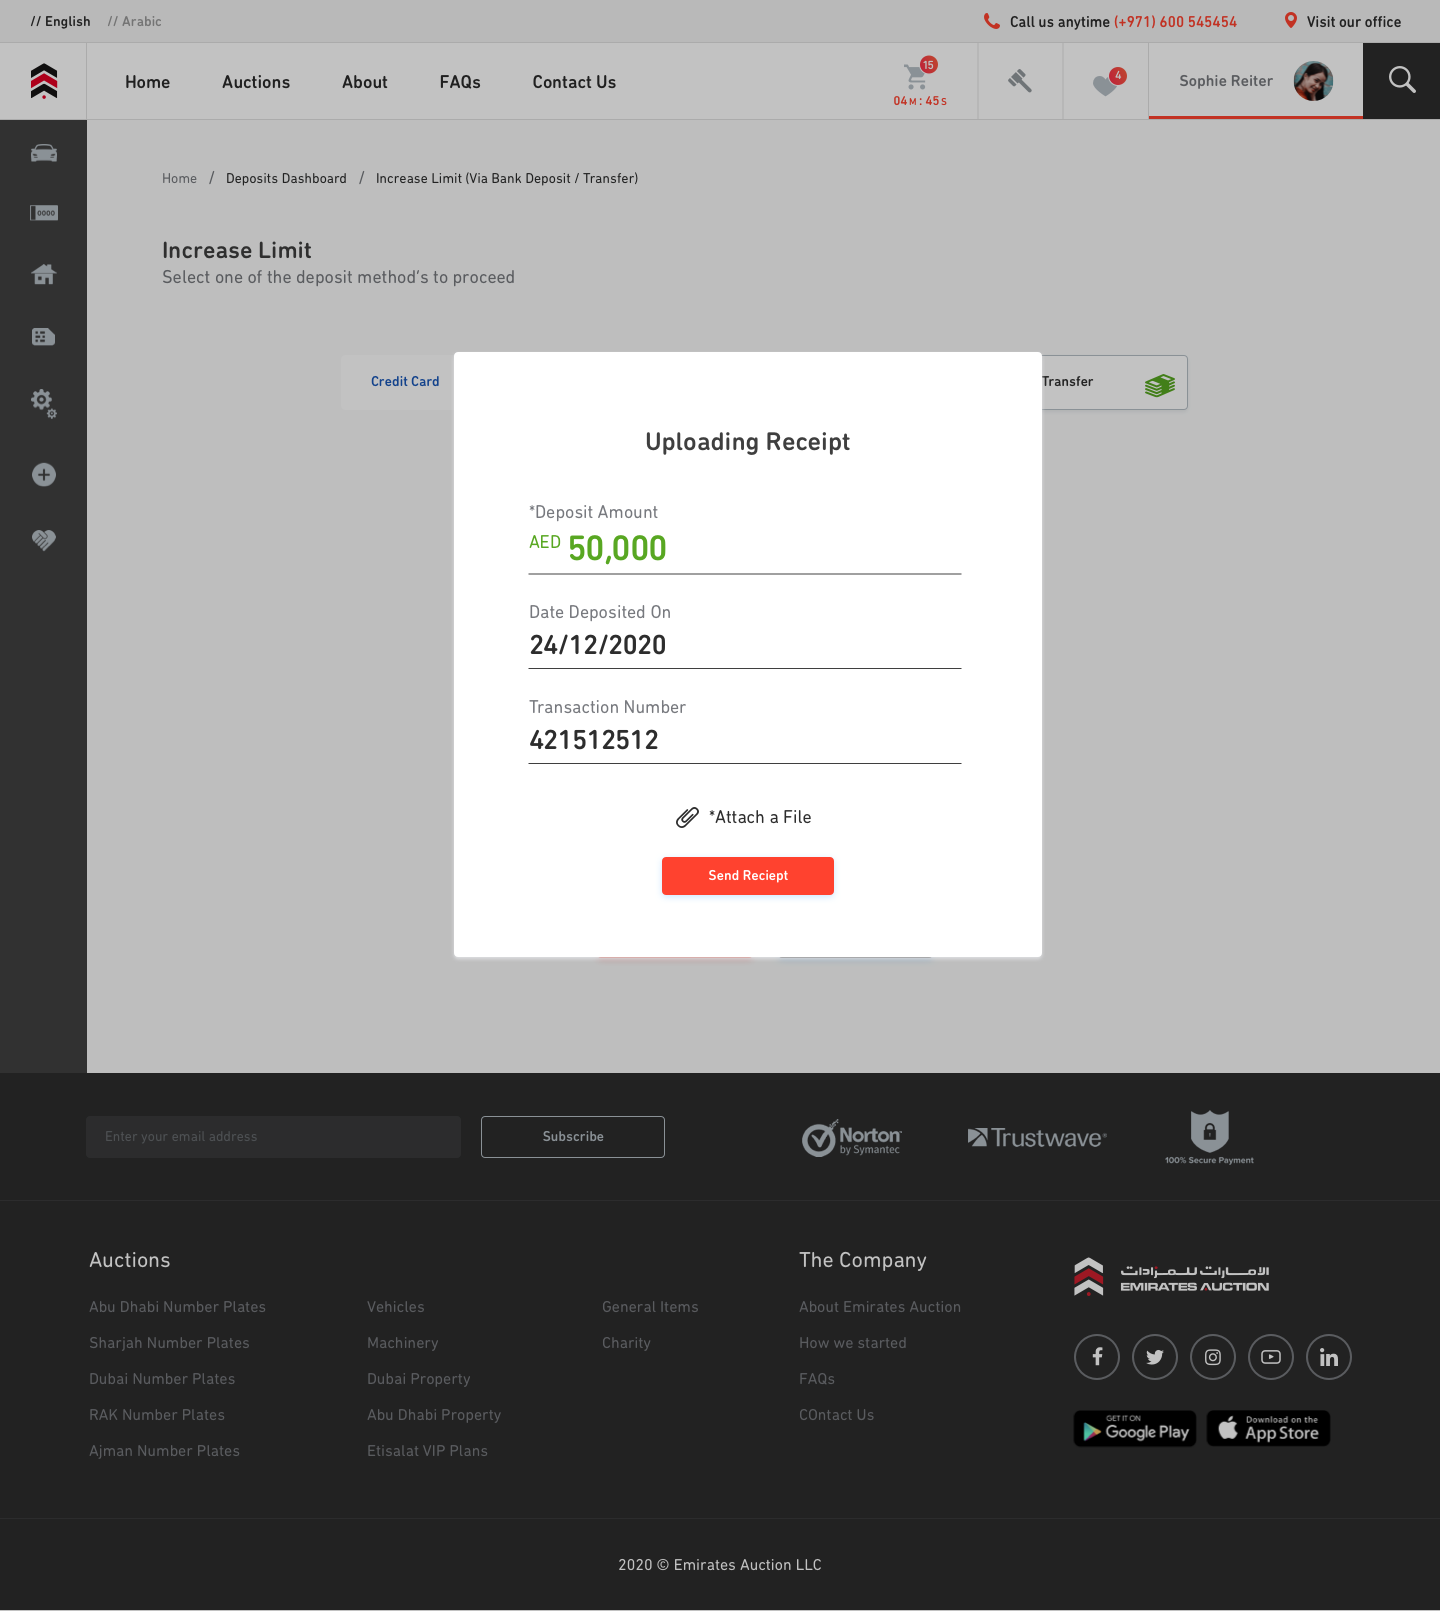 // English // Arabic
Call us anytime (+971) 600 545454 Visit our office
Home Auctions About FAQs Contact Us
15
04M : 45S
4
Sophie Reiter
0000
Home / Deposits Dashboard / Increase Limit (Via Bank Deposit / Transfer)
Increase Limit
Select one of the deposit method's to proceed
Credit Card
Transfer
Uploading Receipt
*Deposit Amount
AED 50,000
Date Deposited On
24/12/2020
Transaction Number
421512512
*Attach a File
Send Reciept
Enter your email address
Subscribe
Norton
by Symantec
Trustwave®
100% Secure Payment
Auctions
Abu Dhabi Number Plates
Sharjah Number Plates
Dubai Number Plates
RAK Number Plates
Ajman Number Plates
Vehicles
Machinery
Dubai Property
Abu Dhabi Property
Etisalat VIP Plans
General Items
Charity
The Company
About Emirates Auction
How we started
FAQs
COntact Us
الامارات للمزادات
EMIRATES AUCTION
GET IT ON
Google Play
Download on the
App Store
2020 © Emirates Auction LLC